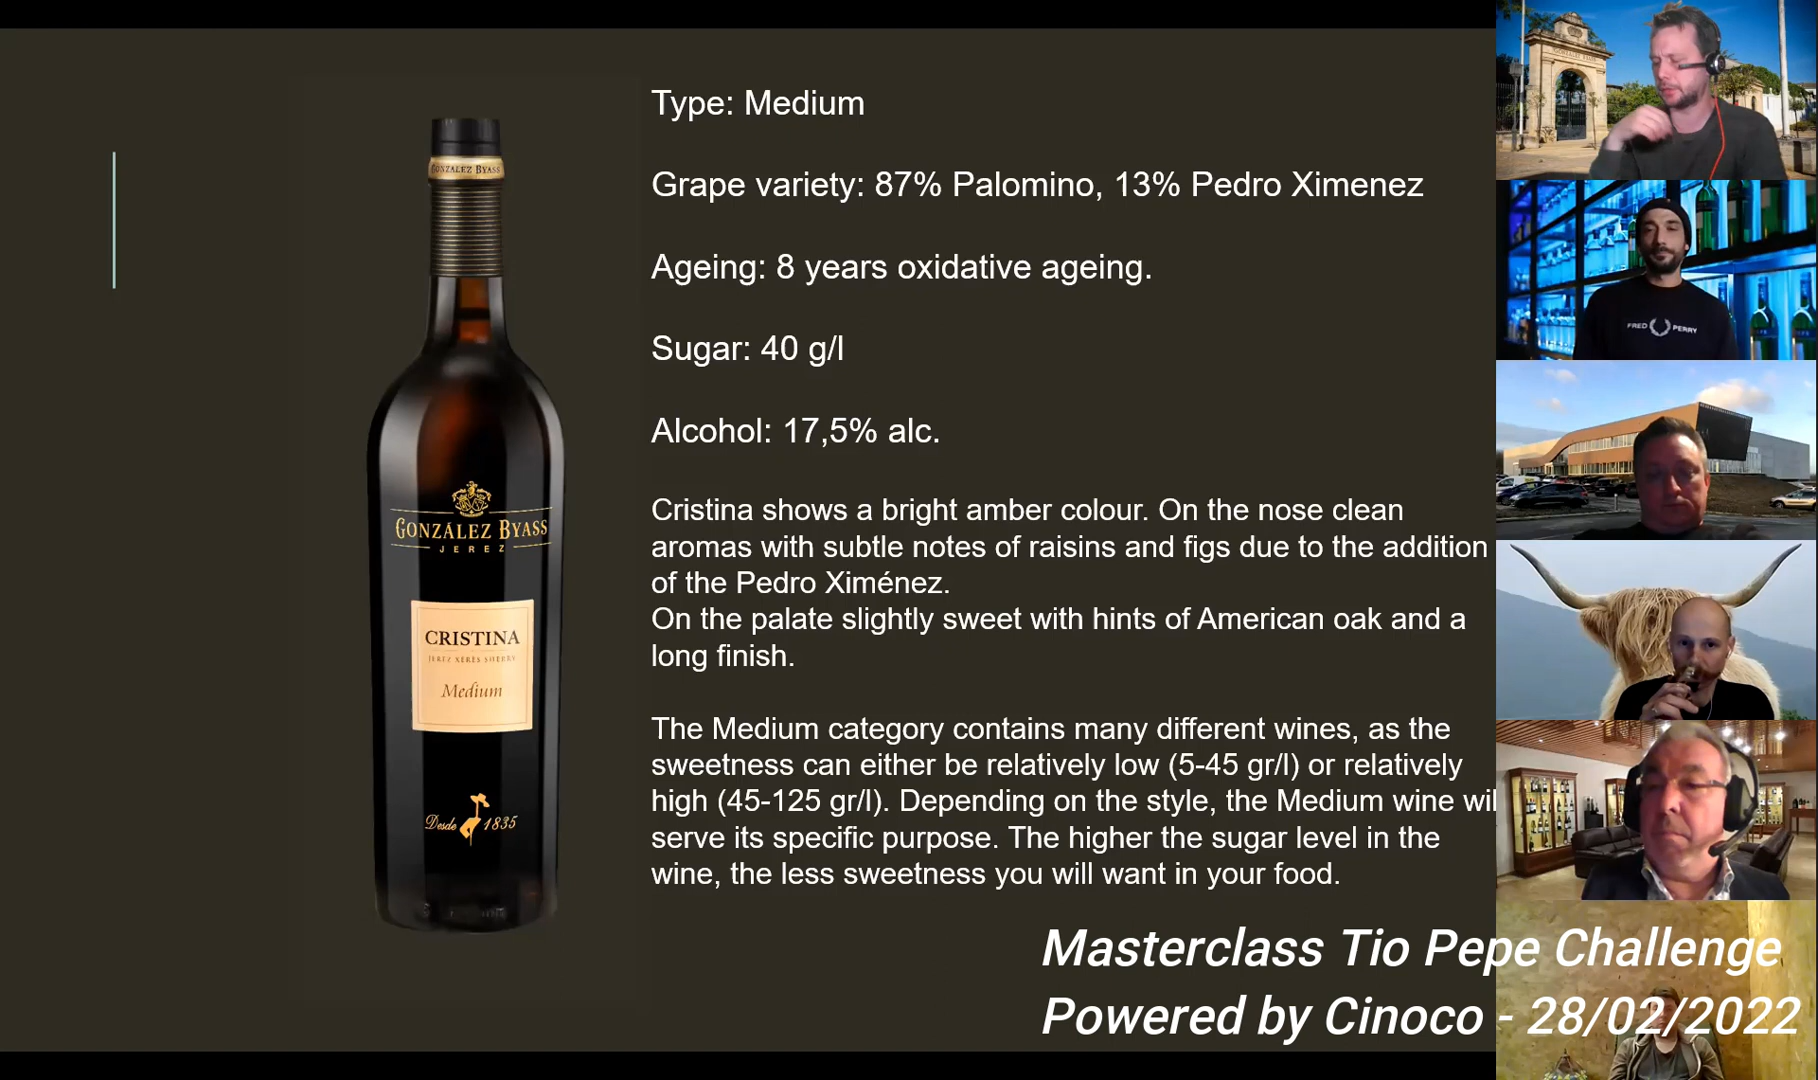 Type: Medium
Grape variety: 87% Palomino, 13% Pedro Ximenez
Ageing: 8 years oxidative ageing.
Sugar: 40 g/l
Alcohol: 17,5% alc.
Cristina shows a bright amber colour. On the nose clean
aromas with subtle notes of raisins and figs due to the addition
of the Pedro Ximénez.
On the palate slightly sweet with hints of American oak and a
long finish.
The Medium category contains many different wines, as the
sweetness can either be relatively low (5-45 gr/l) or relatively
high (45-125 gr/l). Depending on the style, the Medium wine wil
serve its specific purpose. The higher the sugar level in the
wine, the less sweetness you will want in your food.
GONZALEZ BYASS
GONZÁLEZ BYASS
JEREZ
CRISTINA
JEREZ XÉRÈS SHERRY
Medium
Desde 1835
FRED PERRY
Masterclass Tio Pepe Challenge
Powered by Cinoco - 28/02/2022